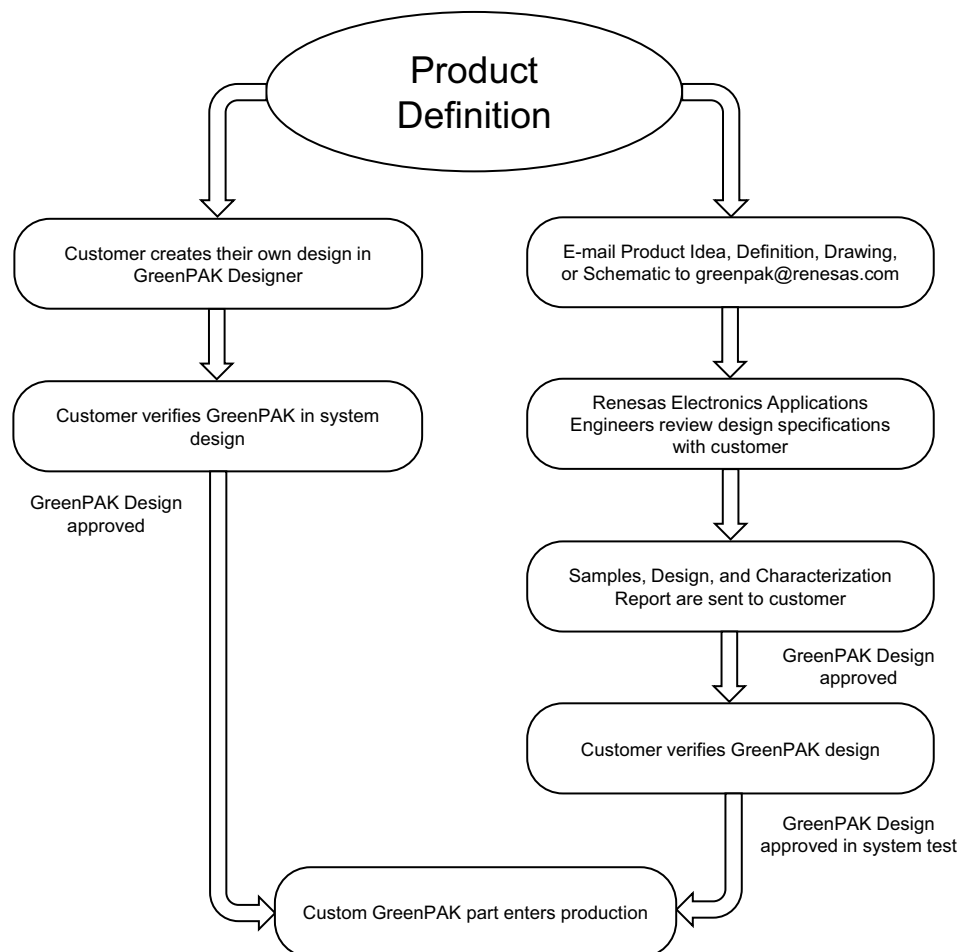 Product
Definition
Customer creates their own design in
GreenPAK Designer
E-mail Product Idea, Definition, Drawing,
or Schematic to greenpak@renesas.com
Customer verifies GreenPAK in system
design
Renesas Electronics Applications
Engineers review design specifications
with customer
GreenPAK Design
approved
Samples, Design, and Characterization
Report are sent to customer
GreenPAK Design
approved
Customer verifies GreenPAK design
GreenPAK Design
approved in system test
Custom GreenPAK part enters production